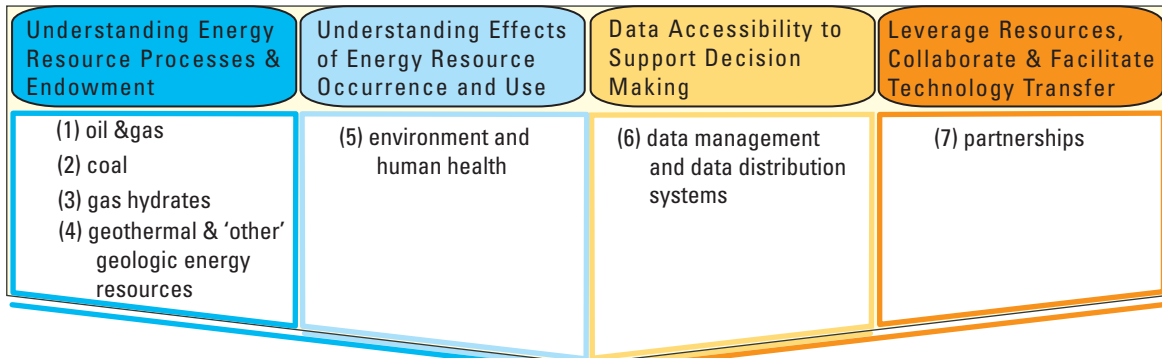 Understanding Energy
Resource Processes &
Endowment
(1) oil &gas
(2) coal
(3) gas hydrates
(4) geothermal & ‘other’
geologic energy
resources
Understanding Effects
of Energy Resource
Occurrence and Use
(5) environment and
human health
Data Accessibility to
Support Decision
Making
(6) data management
and data distribution
systems
Leverage Resources,
Collaborate & Facilitate
Technology Transfer
(7) partnerships